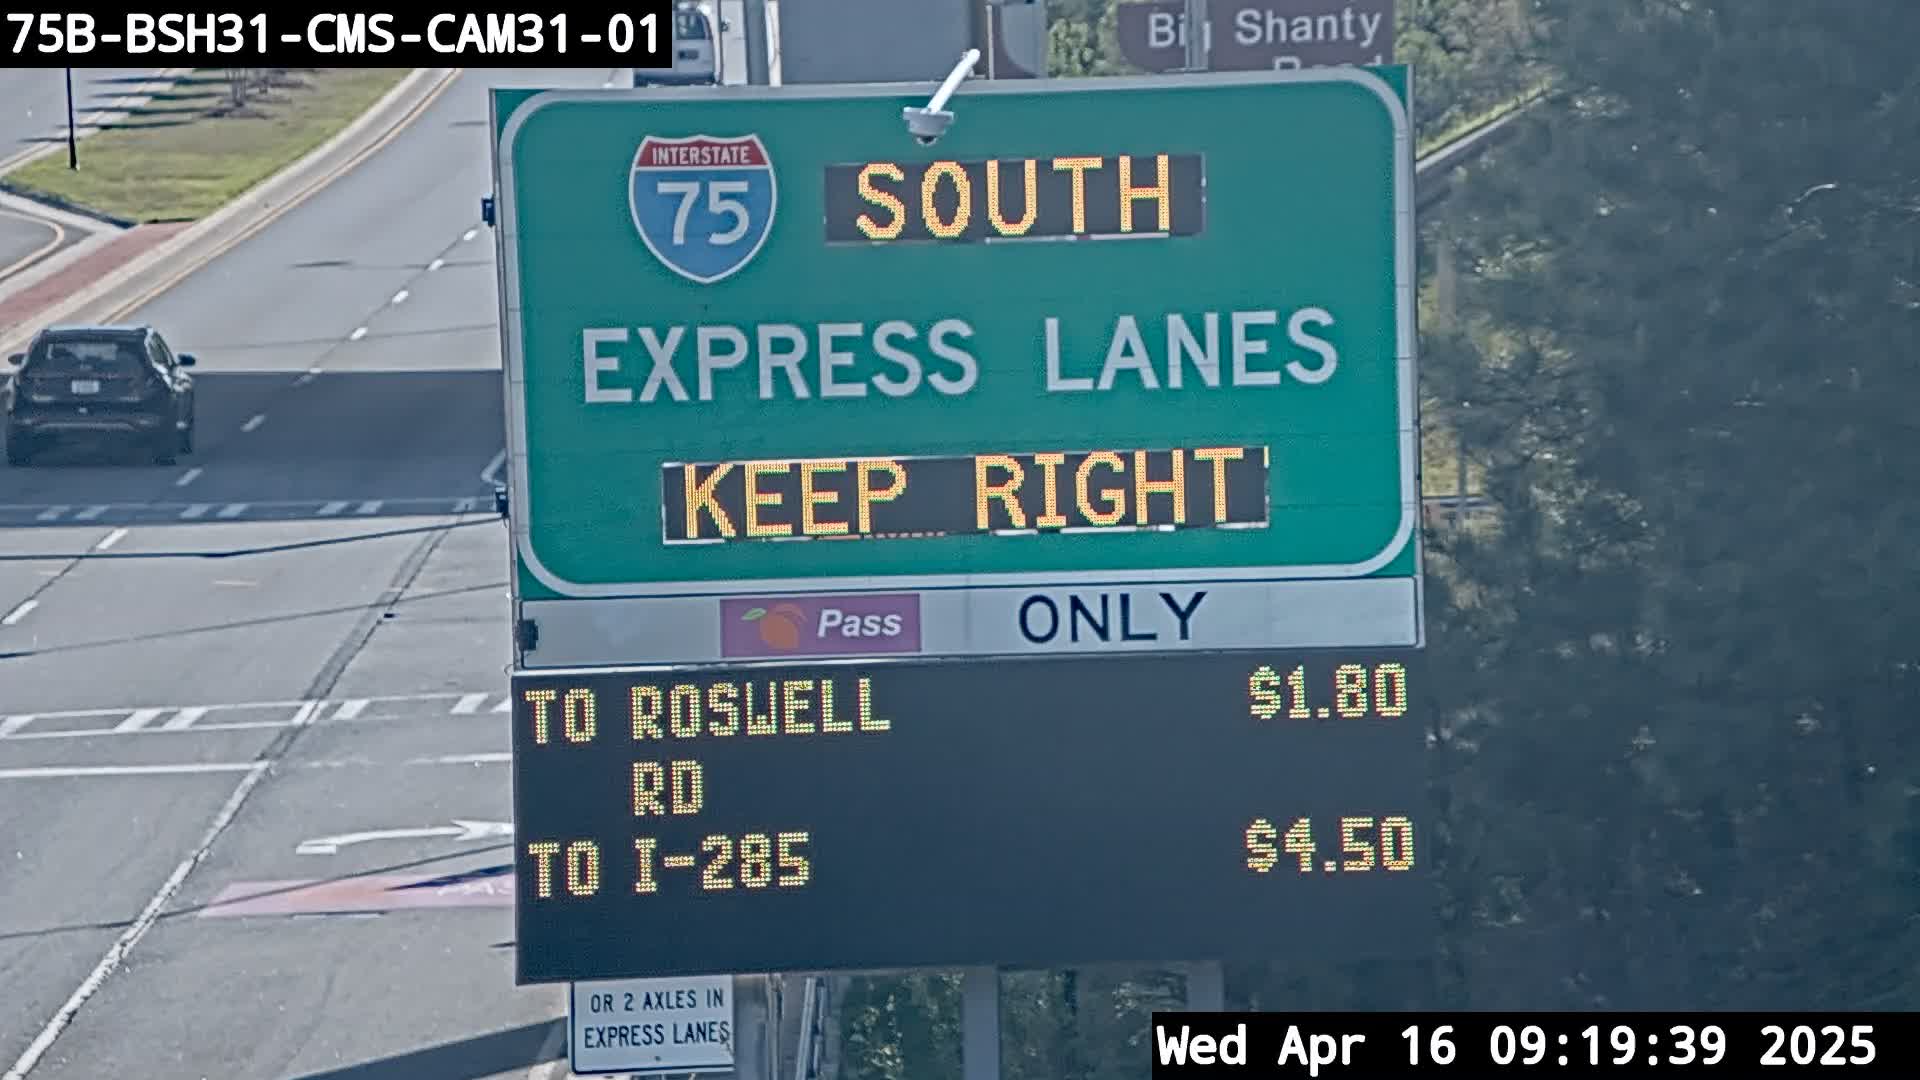 75B-BSH31-CMS-CAM31-01
Big Shanty
Road
INTERSTATE
75
SOUTH
EXPRESS LANES
KEEP RIGHT
Pass ONLY
TO ROSWELL $1.80
RD
TO I-285 $4.50
OR 2 AXLES IN
EXPRESS LANES
Wed Apr 16 09:19:39 2025